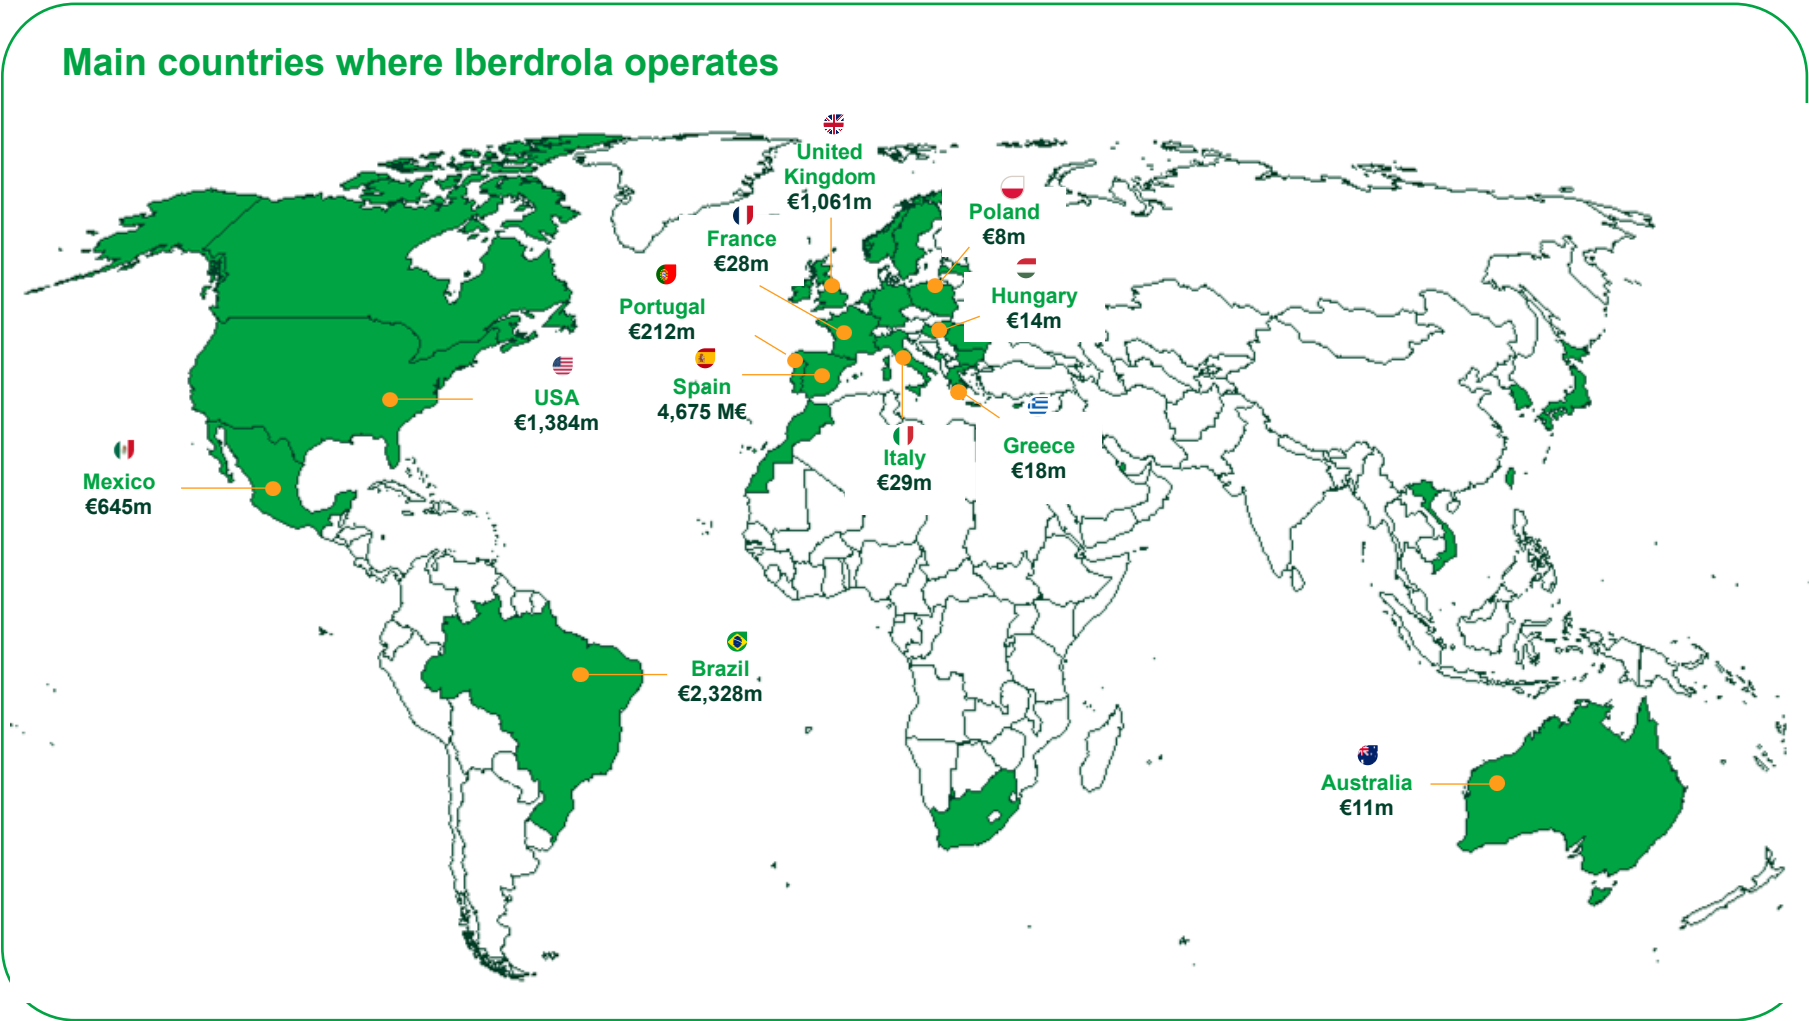 Main countries where Iberdrola operates
United
Kingdom
€1,061m
Poland
€8m
France
€28m
Hungary
€14m
Portugal
€212m
Spain
4,675 M€
USA
€1,384m
Italy
€29m
Greece
€18m
Mexico
€645m
Brazil
€2,328m
Australia
€11m